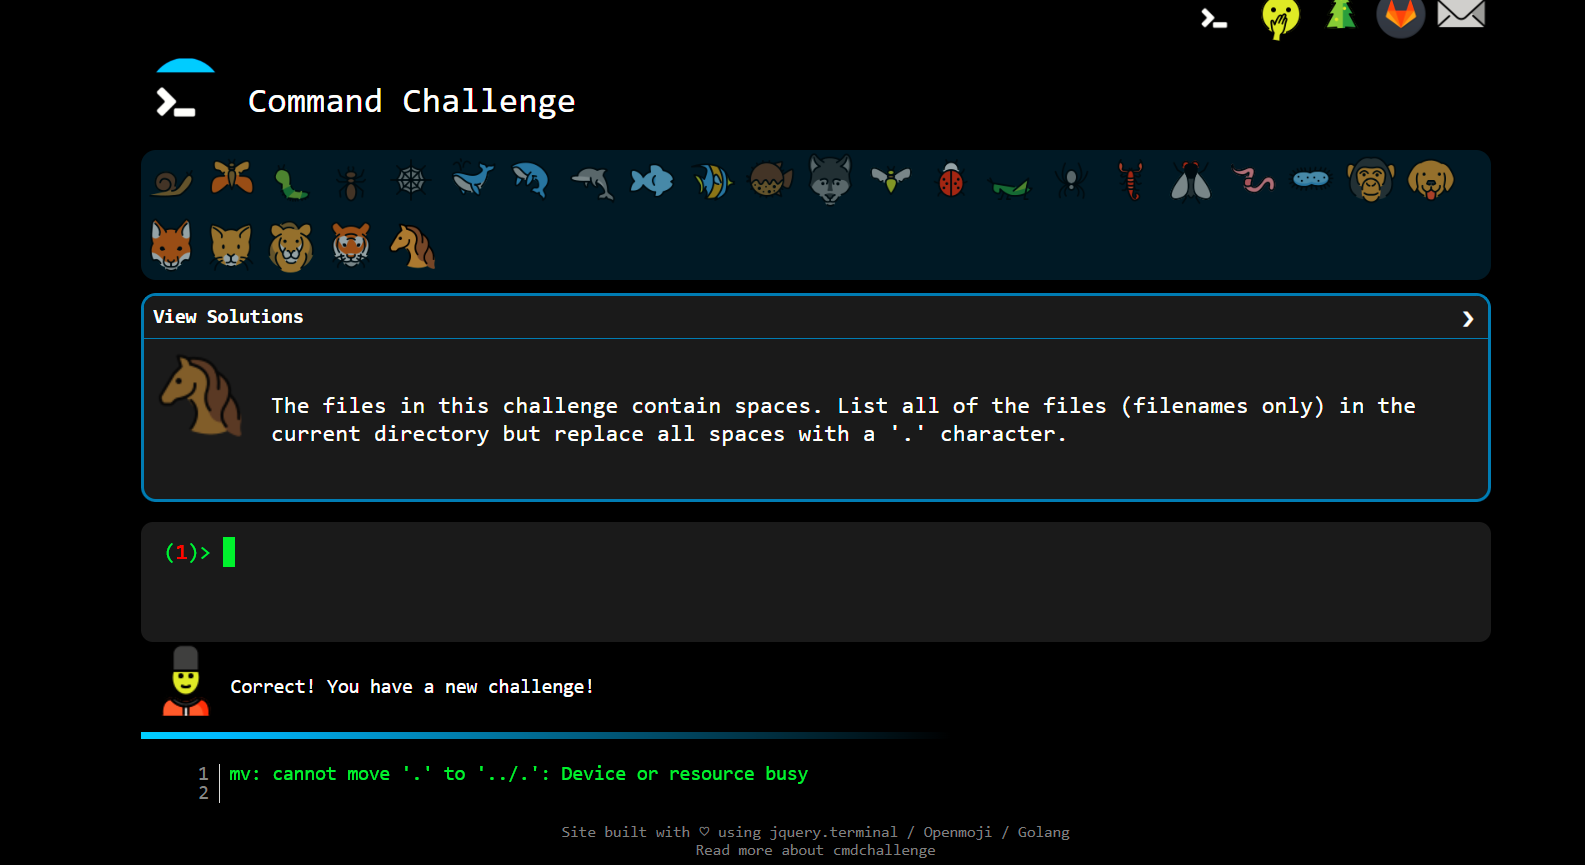 Command Challenge
View Solutions
The files in this challenge contain spaces. List all of the files (filenames only) in the
current directory but replace all spaces with a '.' character.
(1)>
Correct! You have a new challenge!
1 mv: cannot move '.' to '../.': Device or resource busy
2
Site built with ♡ using jquery.terminal / Openmoji / Golang
Read more about cmdchallenge